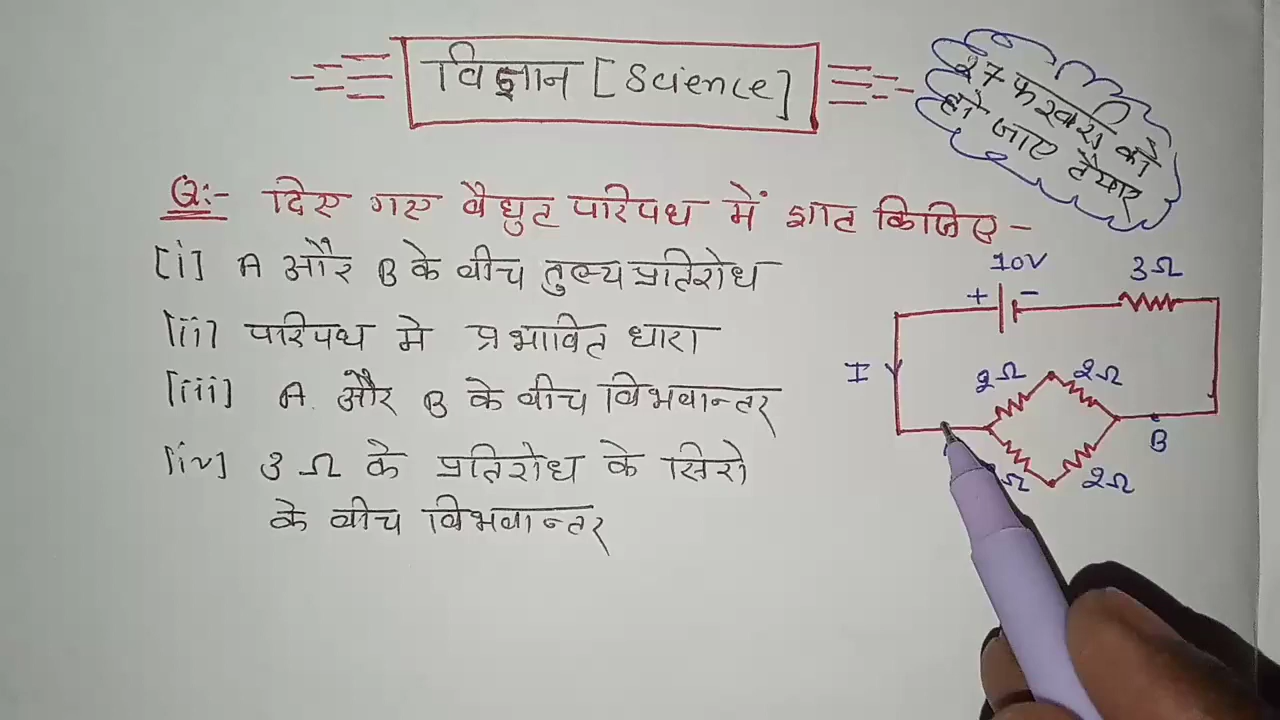 विज्ञान [Science]
27 फरवरी को
हो जाए तैयार
Q:- दिए गए वैद्युत परिपथ में ज्ञात किजिए -
[i] A और B के बीच तुल्य प्रतिरोध
[ii] परिपथ मे प्रभावित धारा
[iii] A. और B के बीच विभवान्तर
[iv] 3 Ω के प्रतिरोध के सिरो
के बीच विभवान्तर
10V
3Ω
+ -
I
2Ω 2Ω
B
Ω 2Ω